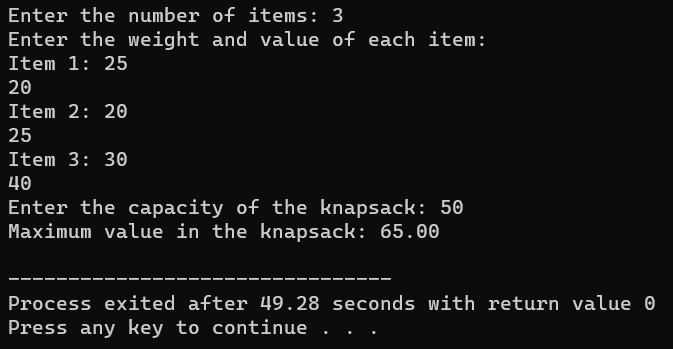 Enter the number of items: 3
Enter the weight and value of each item:
Item 1: 25
20
Item 2: 20
25
Item 3: 30
40
Enter the capacity of the knapsack: 50
Maximum value in the knapsack: 65.00
--------------------------------
Process exited after 49.28 seconds with return value 0
Press any key to continue . . .